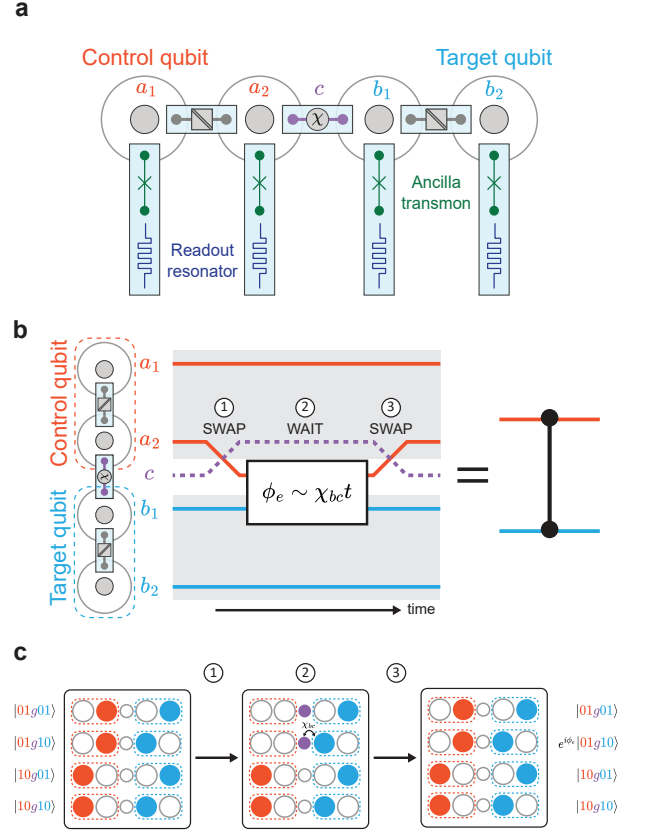 a
Control qubit
Target qubit
a₁
a₂
c
b₁
b₂
χ
Ancilla
transmon
Readout
resonator
b
Control qubit
Target qubit
a₁
a₂
c
b₁
b₂
χ
1
2
3
SWAP
WAIT
SWAP
ϕₑ ∼ χ_bc t
=
time
c
1
2
3
|01g01⟩
|01g10⟩
|10g01⟩
|10g10⟩
χ_bc
|01g01⟩
e^{iϕₑ}|01g10⟩
|10g01⟩
|10g10⟩